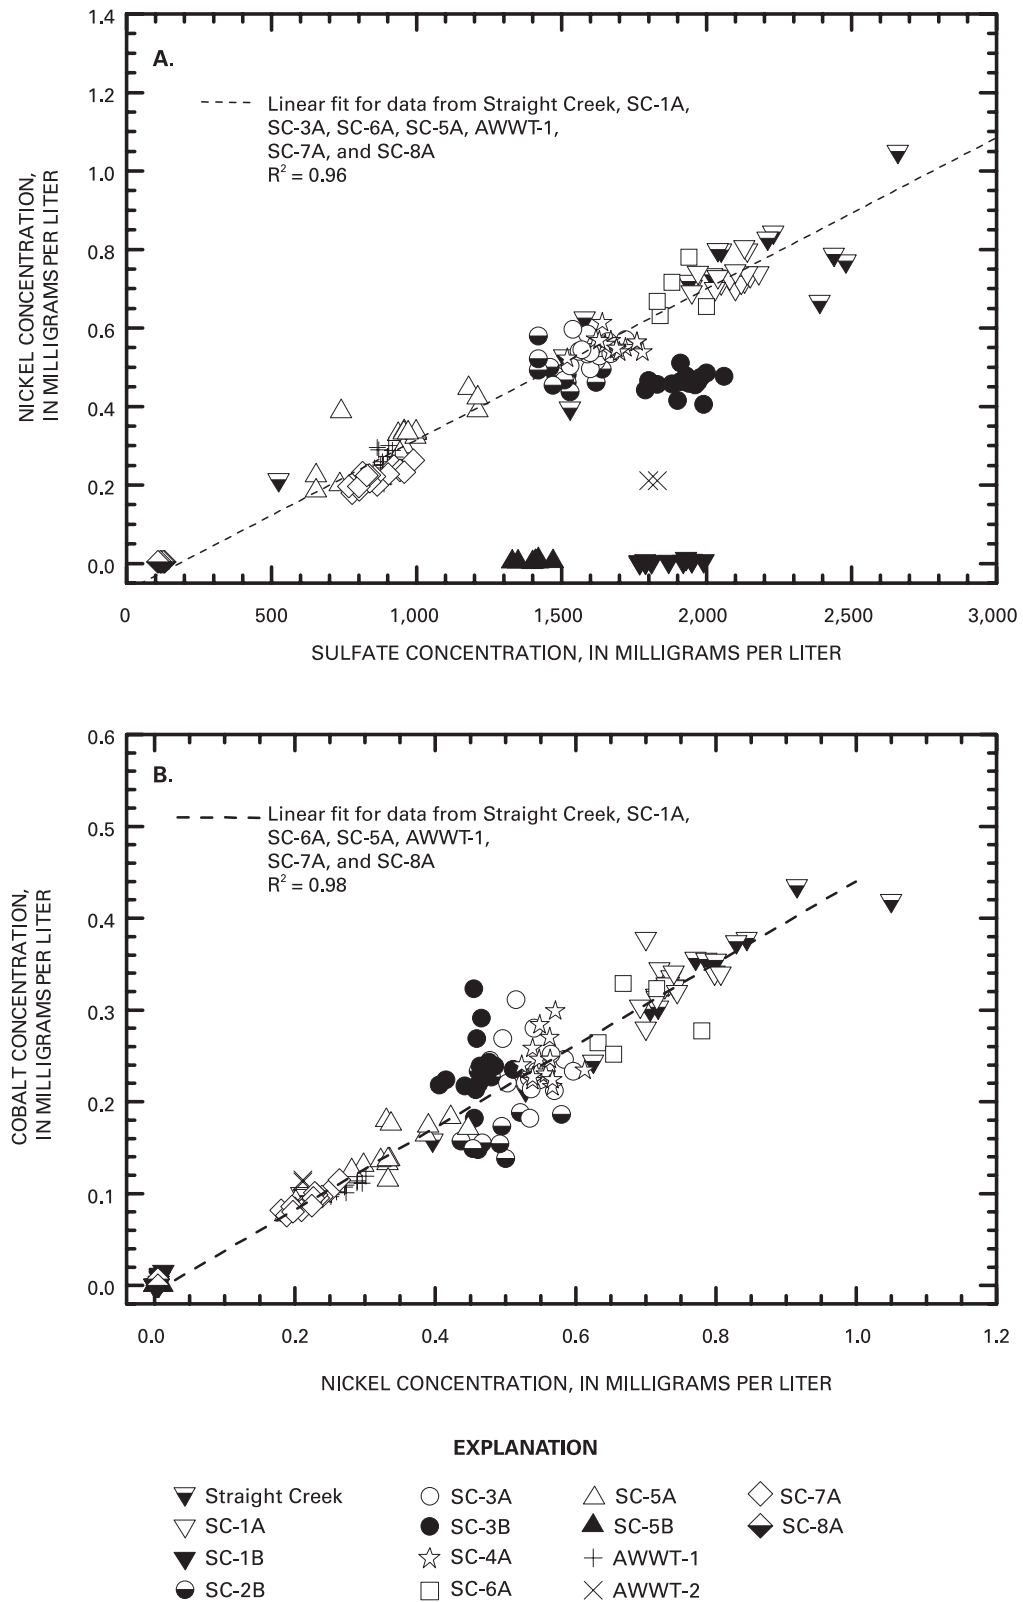 A.
Linear fit for data from Straight Creek, SC-1A,
SC-3A, SC-6A, SC-5A, AWWT-1,
SC-7A, and SC-8A
R² = 0.96
NICKEL CONCENTRATION,
IN MILLIGRAMS PER LITER
1.4
1.2
1.0
0.8
0.6
0.4
0.2
0.0
0 500 1,000 1,500 2,000 2,500 3,000
SULFATE CONCENTRATION, IN MILLIGRAMS PER LITER
B.
Linear fit for data from Straight Creek, SC-1A,
SC-6A, SC-5A, AWWT-1,
SC-7A, and SC-8A
R² = 0.98
COBALT CONCENTRATION,
IN MILLIGRAMS PER LITER
0.6
0.5
0.4
0.3
0.2
0.1
0.0
0.0 0.2 0.4 0.6 0.8 1.0 1.2
NICKEL CONCENTRATION, IN MILLIGRAMS PER LITER
EXPLANATION
Straight Creek SC-3A SC-5A SC-7A
SC-1A SC-3B SC-5B SC-8A
SC-1B SC-4A AWWT-1
SC-2B SC-6A AWWT-2